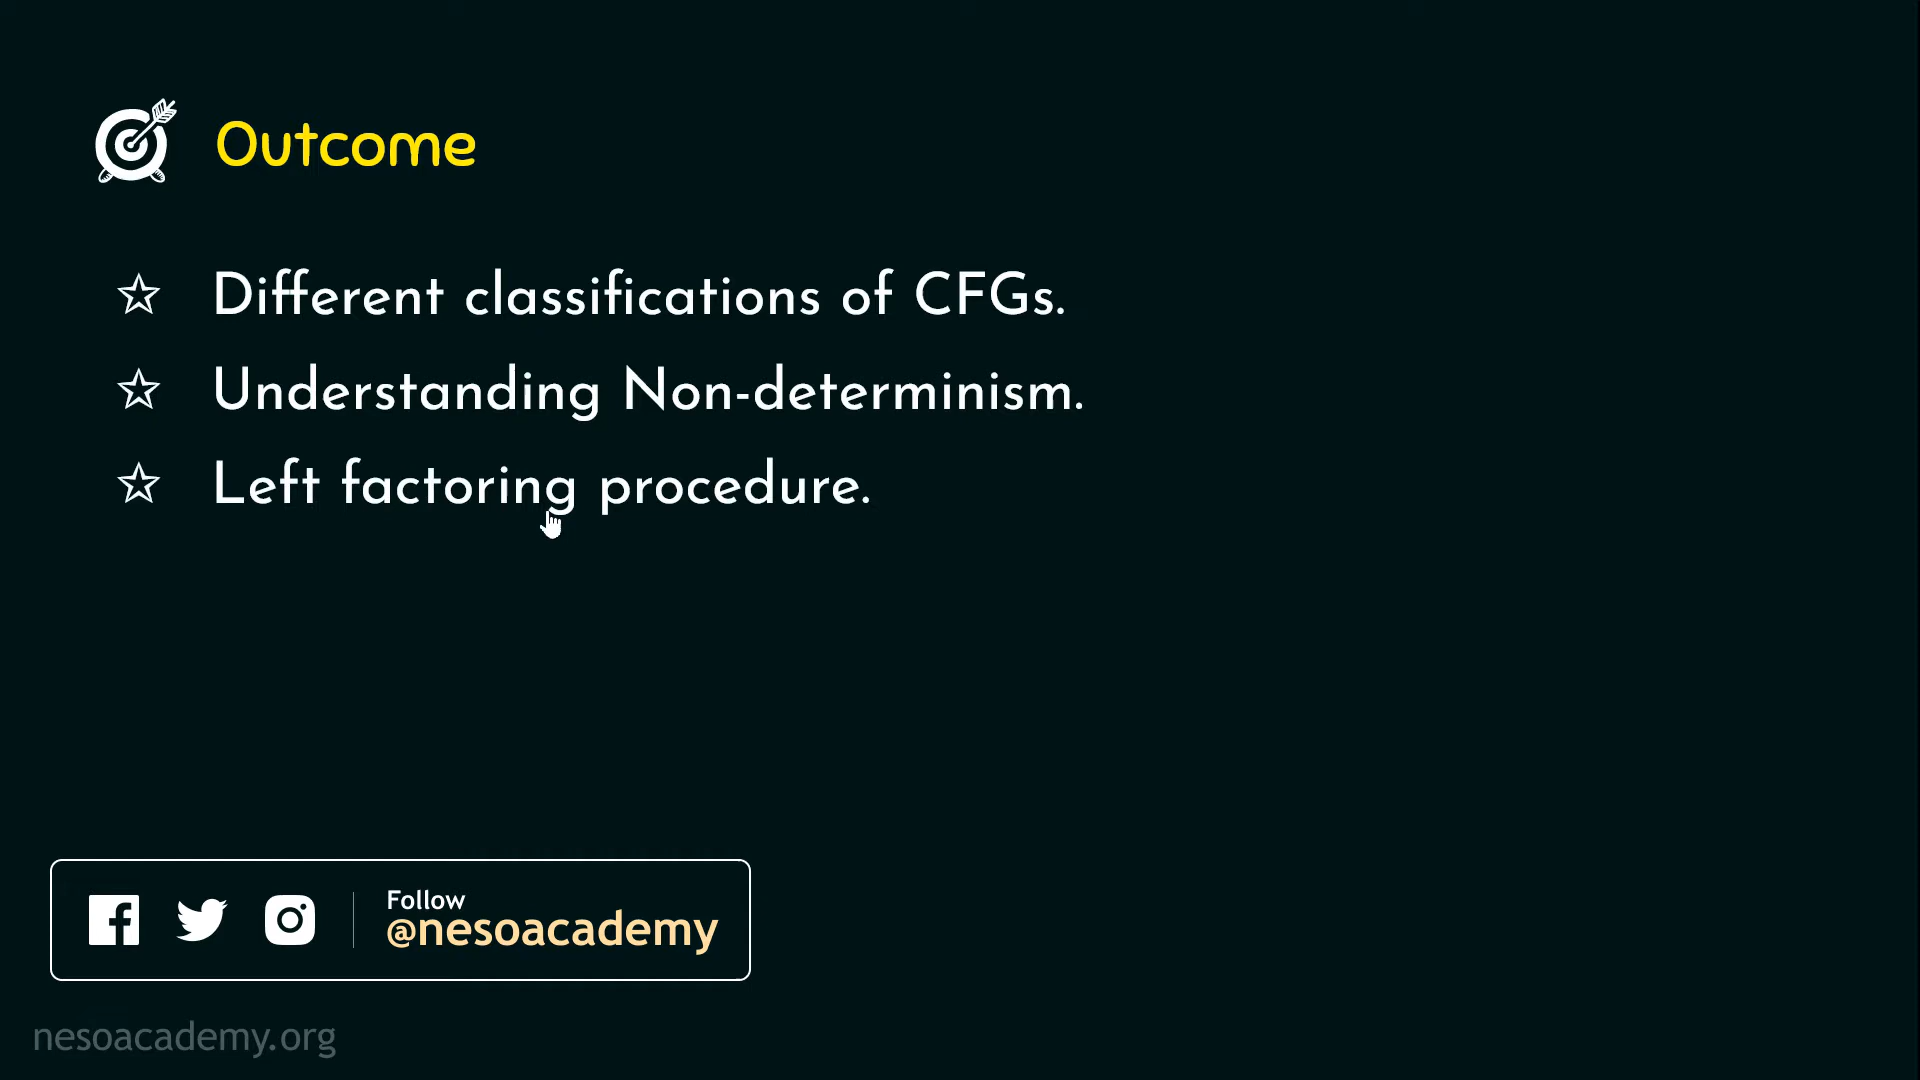 Outcome
☆ Different classifications of CFGs.
☆ Understanding Non-determinism.
☆ Left factoring procedure.
Follow
@nesoacademy
nesoacademy.org